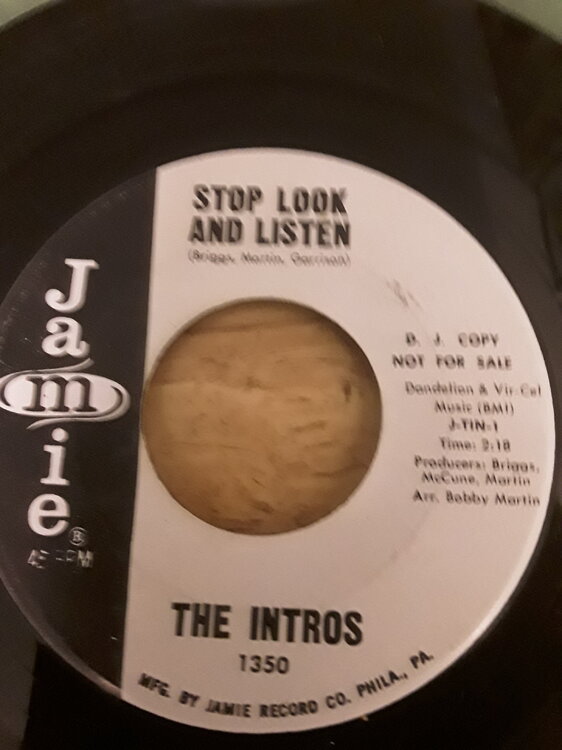 STOP LOOK
AND LISTEN
(Briggs, Martin, Garrison)
Jamie®
45 RPM
D. J. COPY
NOT FOR SALE
Dandelion & Vir-Cel
Music (BMI)
J-TIN-1
Time: 2:18
Producers: Briggs,
McCune, Martin
Arr. Bobby Martin
THE INTROS
1350
MFG. BY JAMIE RECORD CO. PHILA., PA.